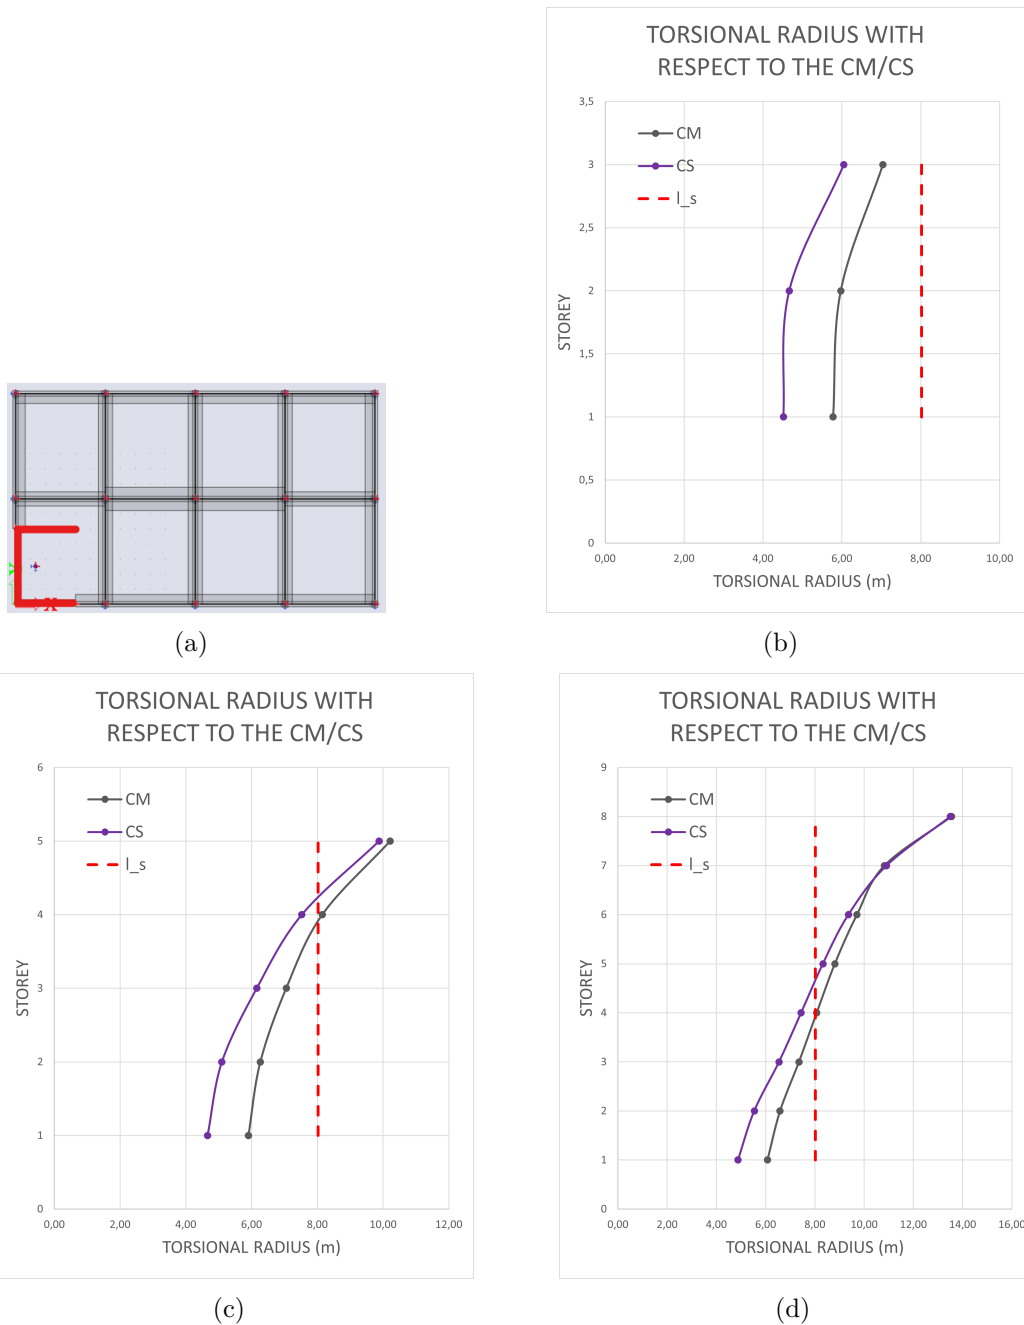 X
Y
(a)
TORSIONAL RADIUS WITH
RESPECT TO THE CM/CS
3,5
3
2,5
2
1,5
1
0,5
0
STOREY
CM
CS
l_s
0,00 2,00 4,00 6,00 8,00 10,00
TORSIONAL RADIUS (m)
(b)
TORSIONAL RADIUS WITH
RESPECT TO THE CM/CS
6
5
4
3
2
1
0
STOREY
CM
CS
l_s
0,00 2,00 4,00 6,00 8,00 10,00 12,00
TORSIONAL RADIUS (m)
(c)
TORSIONAL RADIUS WITH
RESPECT TO THE CM/CS
9
8
7
6
5
4
3
2
1
0
STOREY
CM
CS
l_s
0,00 2,00 4,00 6,00 8,00 10,00 12,00 14,00 16,00
TORSIONAL RADIUS (m)
(d)